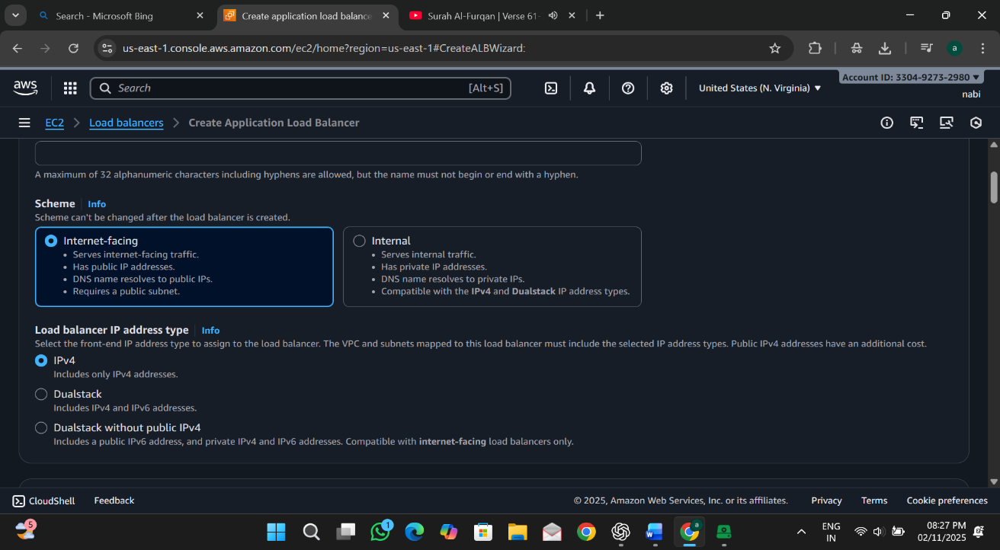 Search - Microsoft Bing
Create application load balance
Surah Al-Furqan | Verse 61-
us-east-1.console.aws.amazon.com/ec2/home?region=us-east-1#CreateALBWizard:
a
aws
Search
[Alt+S]
United States (N. Virginia) ▼
Account ID: 3304-9273-2980 ▼
nabi
EC2
Load balancers
Create Application Load Balancer
A maximum of 32 alphanumeric characters including hyphens are allowed, but the name must not begin or end with a hyphen.
Scheme
Info
Scheme can't be changed after the load balancer is created.
Internet-facing
• Serves internet-facing traffic.
• Has public IP addresses.
• DNS name resolves to public IPs.
• Requires a public subnet.
Internal
• Serves internal traffic.
• Has private IP addresses.
• DNS name resolves to private IPs.
• Compatible with the IPv4 and Dualstack IP address types.
Load balancer IP address type
Info
Select the front-end IP address type to assign to the load balancer. The VPC and subnets mapped to this load balancer must include the selected IP address types. Public IPv4 addresses have an additional cost.
IPv4
Includes only IPv4 addresses.
Dualstack
Includes IPv4 and IPv6 addresses.
Dualstack without public IPv4
Includes a public IPv6 address, and private IPv4 and IPv6 addresses. Compatible with internet-facing load balancers only.
CloudShell
Feedback
© 2025, Amazon Web Services, Inc. or its affiliates.
Privacy
Terms
Cookie preferences
5
1
W
a
ENG
IN
08:27 PM
02/11/2025